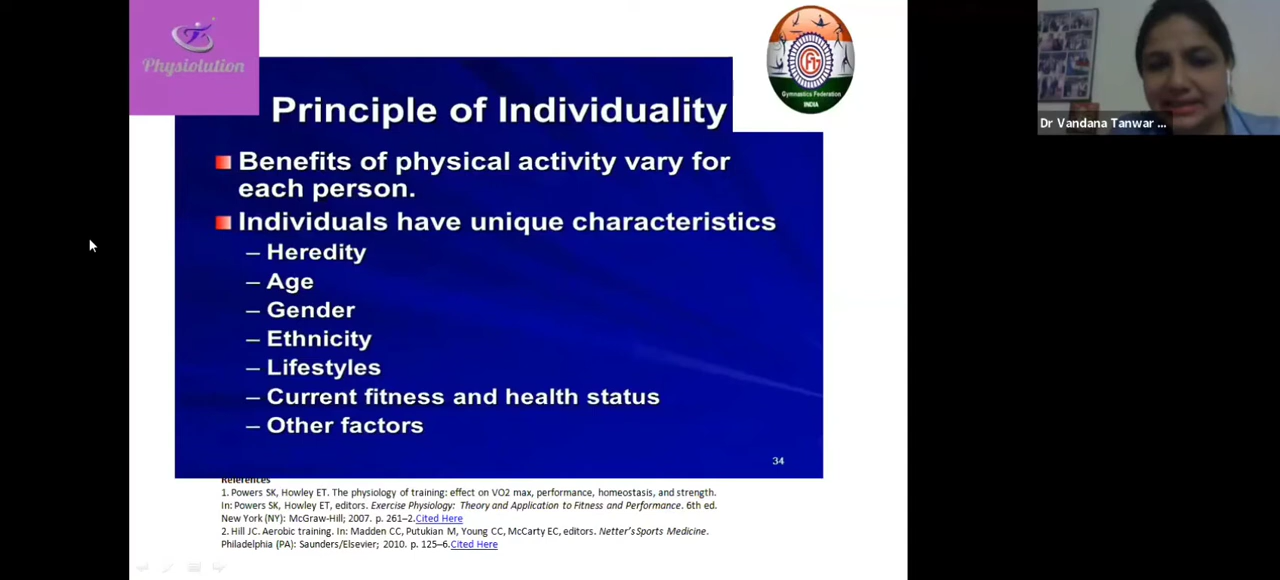 Physiolution
Gymnastics Federation
INDIA
Dr Vandana Tanwar ...
Principle of Individuality
Benefits of physical activity vary for
each person.
Individuals have unique characteristics
– Heredity
– Age
– Gender
– Ethnicity
– Lifestyles
– Current fitness and health status
– Other factors
34
References
1. Powers SK, Howley ET. The physiology of training: effect on VO2 max, performance, homeostasis, and strength.
In: Powers SK, Howley ET, editors. Exercise Physiology: Theory and Application to Fitness and Performance. 6th ed.
New York (NY): McGraw-Hill; 2007. p. 261–2.Cited Here
2. Hill JC. Aerobic training. In: Madden CC, Putukian M, Young CC, McCarty EC, editors. Netter's Sports Medicine.
Philadelphia (PA): Saunders/Elsevier; 2010. p. 125–6.Cited Here